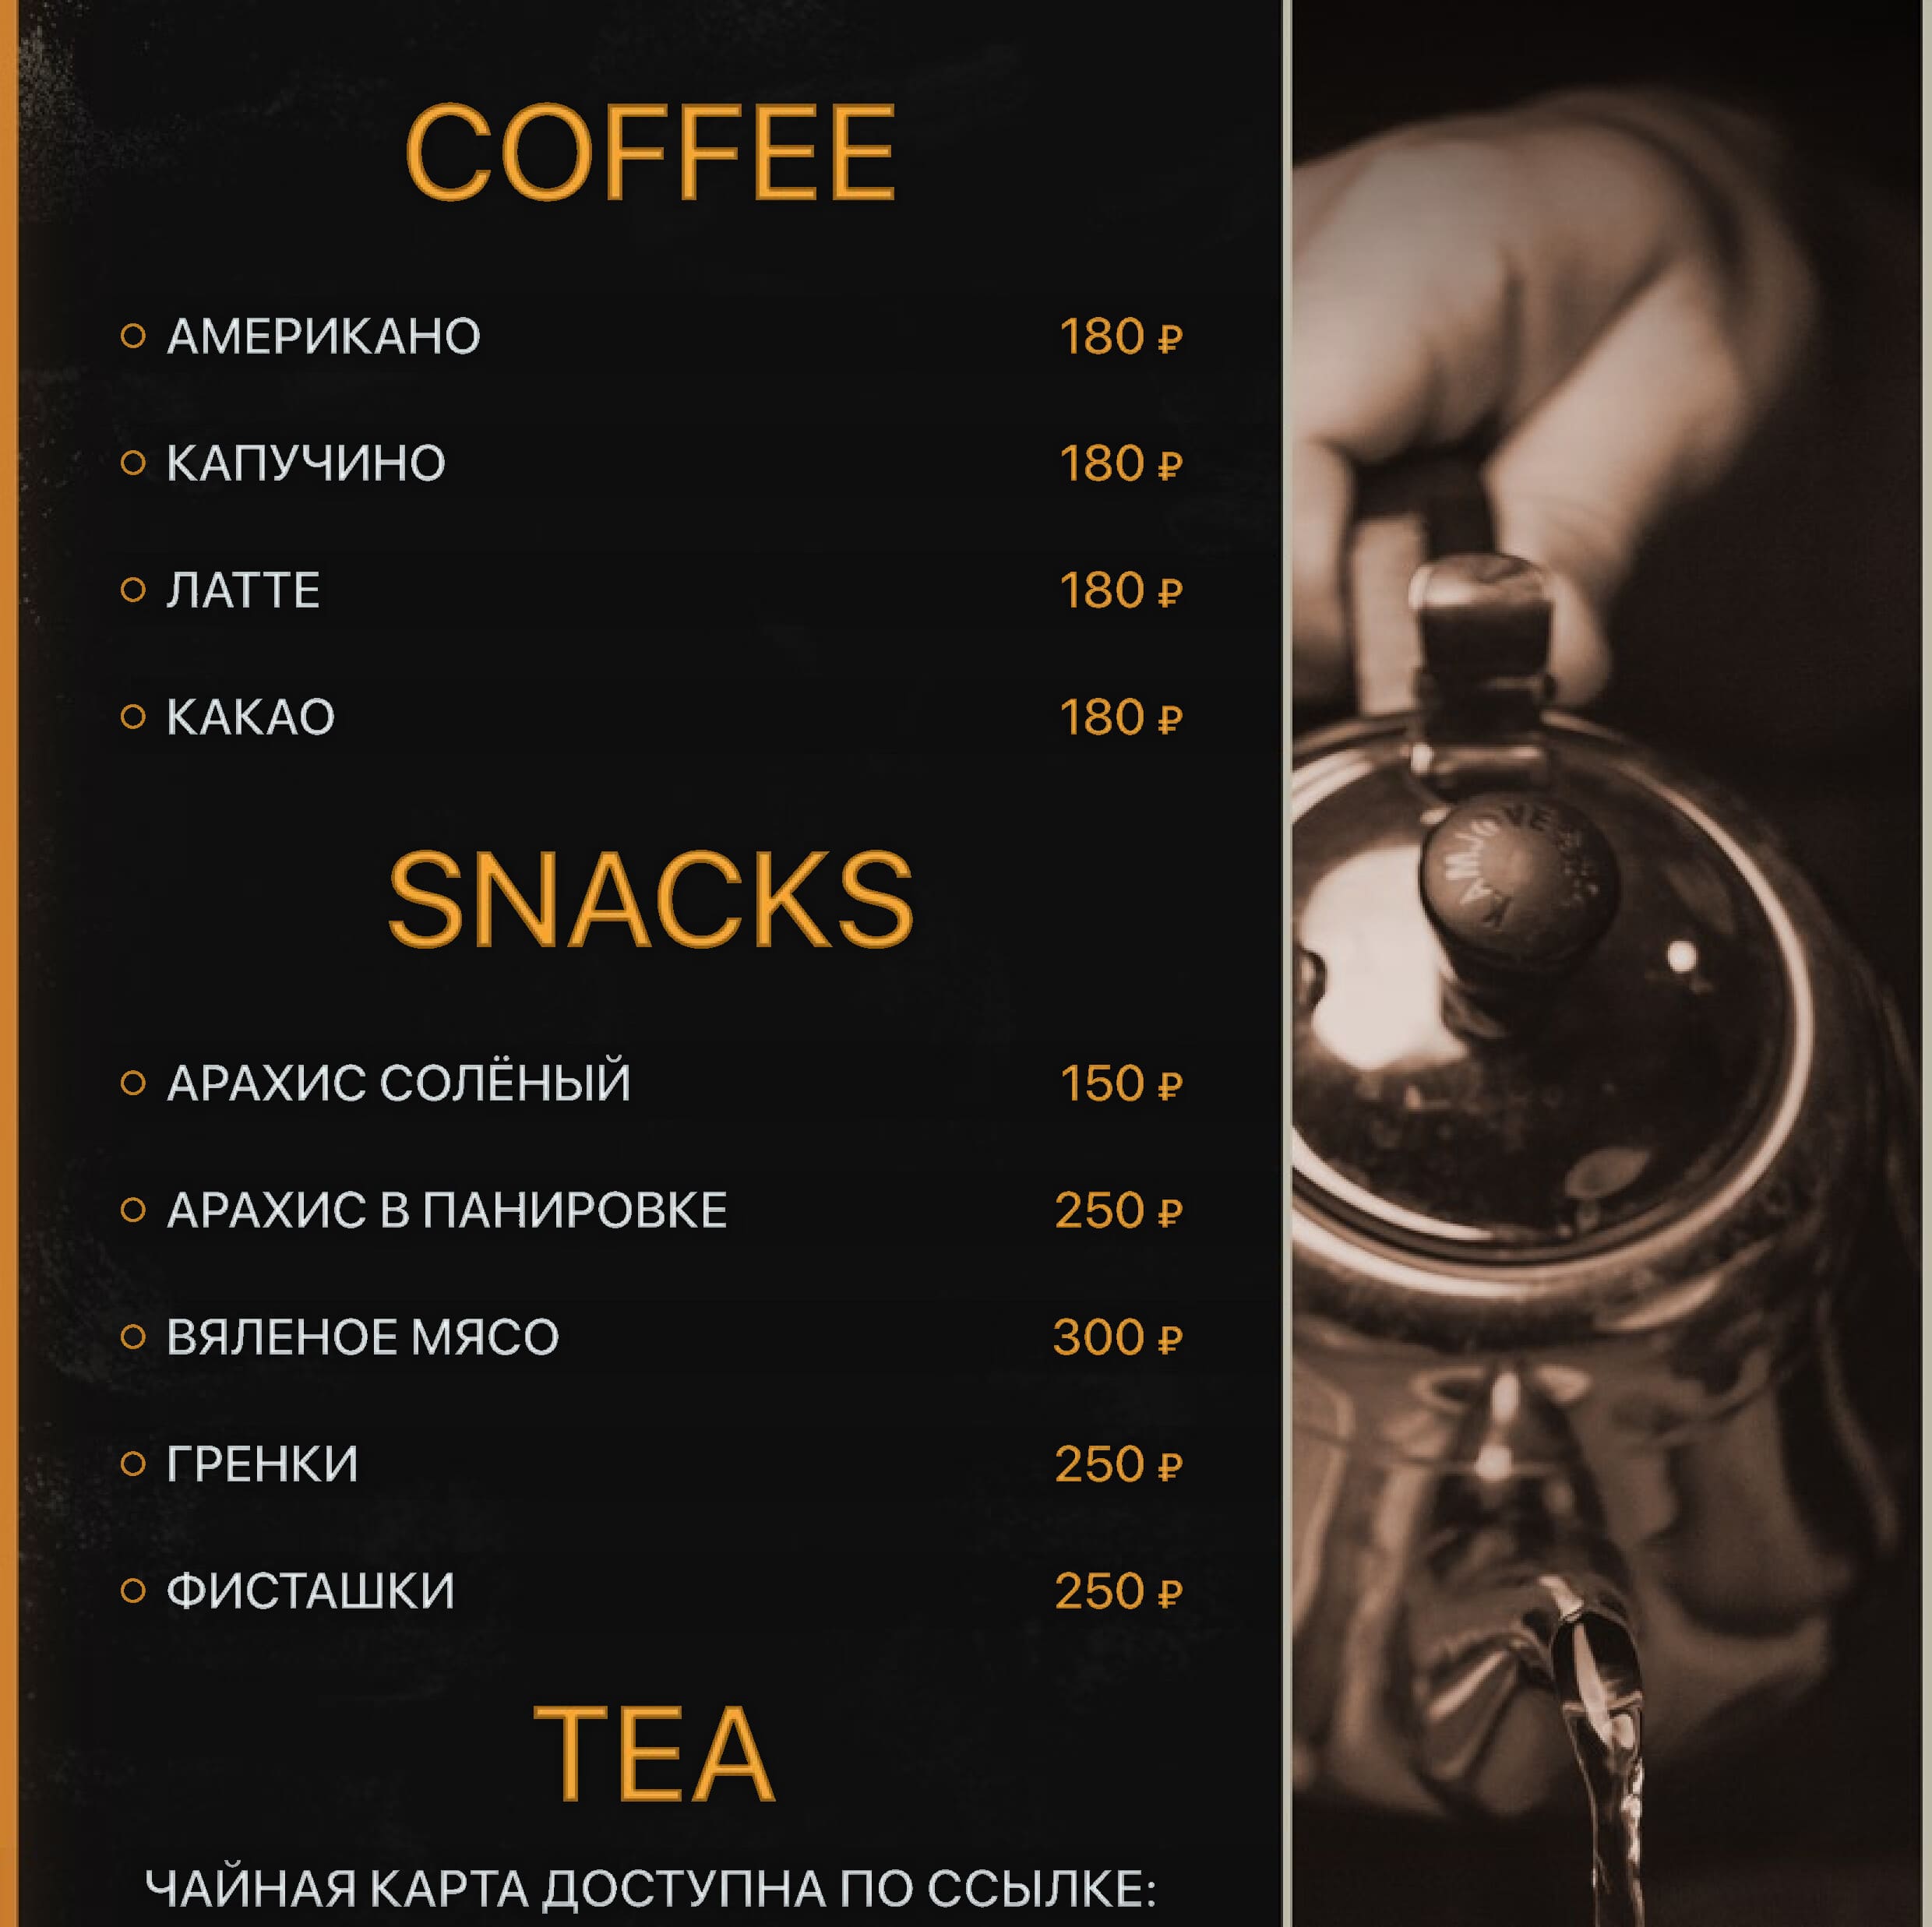 COFFEE
АМЕРИКАНО 180 ₽
КАПУЧИНО 180 ₽
ЛАТТЕ 180 ₽
КАКАО 180 ₽
SNACKS
АРАХИС СОЛЁНЫЙ 150 ₽
АРАХИС В ПАНИРОВКЕ 250 ₽
ВЯЛЕНОЕ МЯСО 300 ₽
ГРЕНКИ 250 ₽
ФИСТАШКИ 250 ₽
TEA
ЧАЙНАЯ КАРТА ДОСТУПНА ПО ССЫЛКЕ: